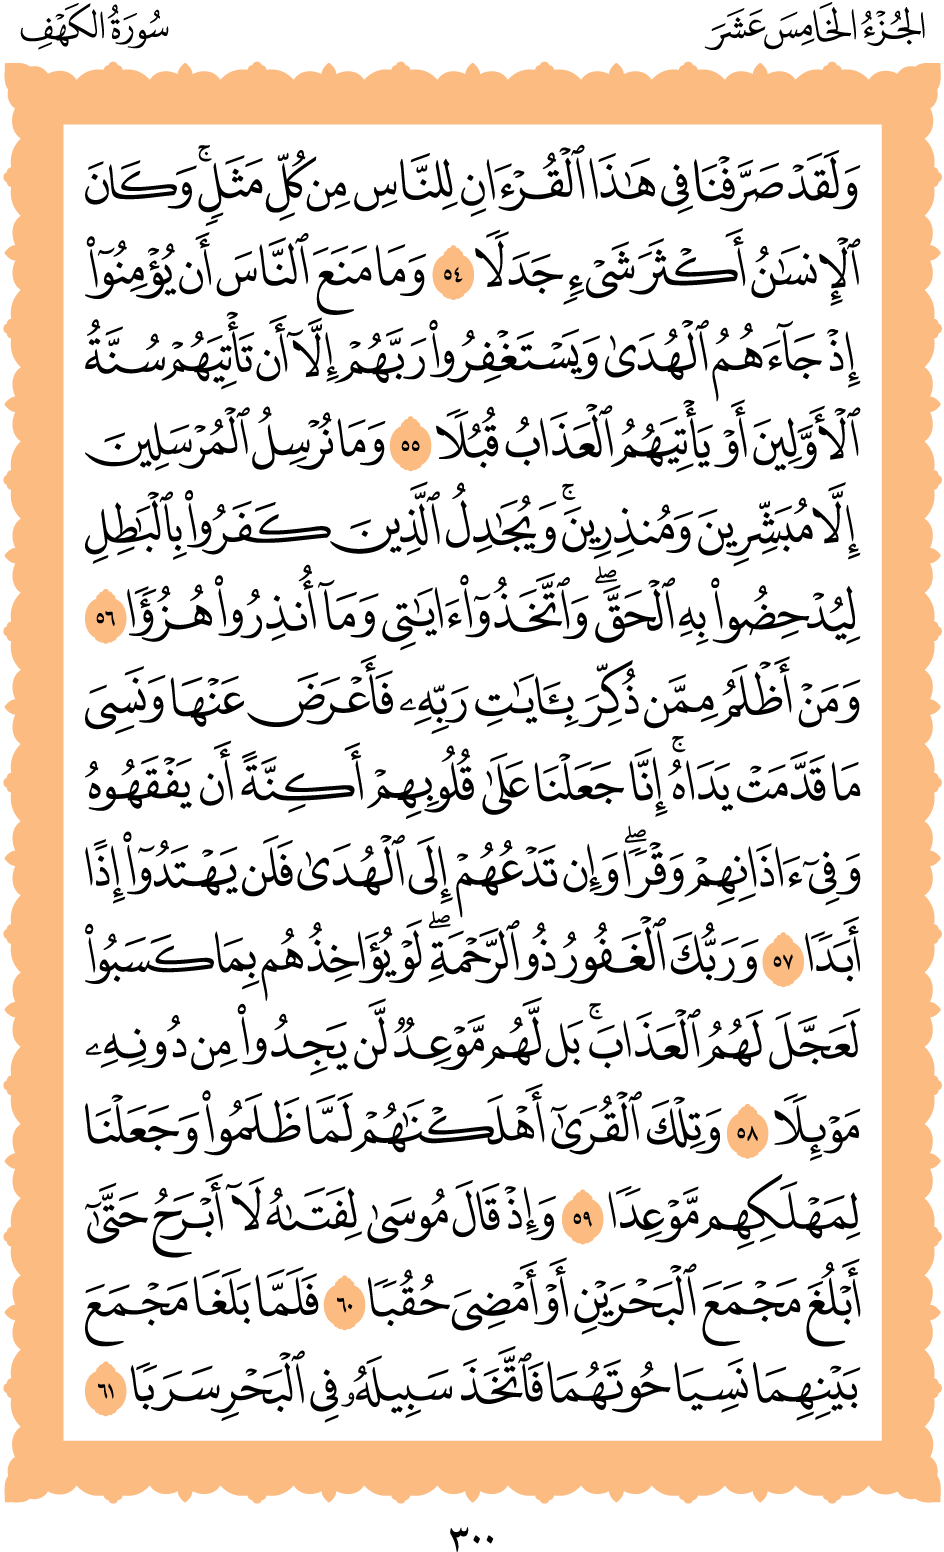 الجُزْءُ الخَامِسَ عَشَرَ
سُورَةُ الكَهْفِ
وَلَقَدْ صَرَّفْنَا فِى هَـٰذَا ٱلْقُرْءَانِ لِلنَّاسِ مِن كُلِّ مَثَلٍۢ ۚ وَكَانَ
ٱلْإِنسَـٰنُ أَكْثَرَ شَىْءٍۢ جَدَلًۭا ٥٤ وَمَا مَنَعَ ٱلنَّاسَ أَن يُؤْمِنُوٓا۟
إِذْ جَآءَهُمُ ٱلْهُدَىٰ وَيَسْتَغْفِرُوا۟ رَبَّهُمْ إِلَّآ أَن تَأْتِيَهُمْ سُنَّةُ
ٱلْأَوَّلِينَ أَوْ يَأْتِيَهُمُ ٱلْعَذَابُ قُبُلًۭا ٥٥ وَمَا نُرْسِلُ ٱلْمُرْسَلِينَ
إِلَّا مُبَشِّرِينَ وَمُنذِرِينَ ۚ وَيُجَـٰدِلُ ٱلَّذِينَ كَفَرُوا۟ بِٱلْبَـٰطِلِ
لِيُدْحِضُوا۟ بِهِ ٱلْحَقَّ ۖ وَٱتَّخَذُوٓا۟ ءَايَـٰتِى وَمَآ أُنذِرُوا۟ هُزُوًۭا ٥٦
وَمَنْ أَظْلَمُ مِمَّن ذُكِّرَ بِـَٔايَـٰتِ رَبِّهِۦ فَأَعْرَضَ عَنْهَا وَنَسِىَ
مَا قَدَّمَتْ يَدَاهُ ۚ إِنَّا جَعَلْنَا عَلَىٰ قُلُوبِهِمْ أَكِنَّةً أَن يَفْقَهُوهُ
وَفِىٓ ءَاذَانِهِمْ وَقْرًۭا ۖ وَإِن تَدْعُهُمْ إِلَى ٱلْهُدَىٰ فَلَن يَهْتَدُوٓا۟ إِذًا
أَبَدًۭا ٥٧ وَرَبُّكَ ٱلْغَفُورُ ذُو ٱلرَّحْمَةِ ۖ لَوْ يُؤَاخِذُهُم بِمَا كَسَبُوا۟
لَعَجَّلَ لَهُمُ ٱلْعَذَابَ ۚ بَل لَّهُم مَّوْعِدٌۭ لَّن يَجِدُوا۟ مِن دُونِهِۦ
مَوْئِلًۭا ٥٨ وَتِلْكَ ٱلْقُرَىٰٓ أَهْلَكْنَـٰهُمْ لَمَّا ظَلَمُوا۟ وَجَعَلْنَا
لِمَهْلِكِهِم مَّوْعِدًۭا ٥٩ وَإِذْ قَالَ مُوسَىٰ لِفَتَىٰهُ لَآ أَبْرَحُ حَتَّىٰٓ
أَبْلُغَ مَجْمَعَ ٱلْبَحْرَيْنِ أَوْ أَمْضِىَ حُقُبًۭا ٦٠ فَلَمَّا بَلَغَا مَجْمَعَ
بَيْنِهِمَا نَسِيَا حُوتَهُمَا فَٱتَّخَذَ سَبِيلَهُۥ فِى ٱلْبَحْرِ سَرَبًۭا ٦١
٣٠٠